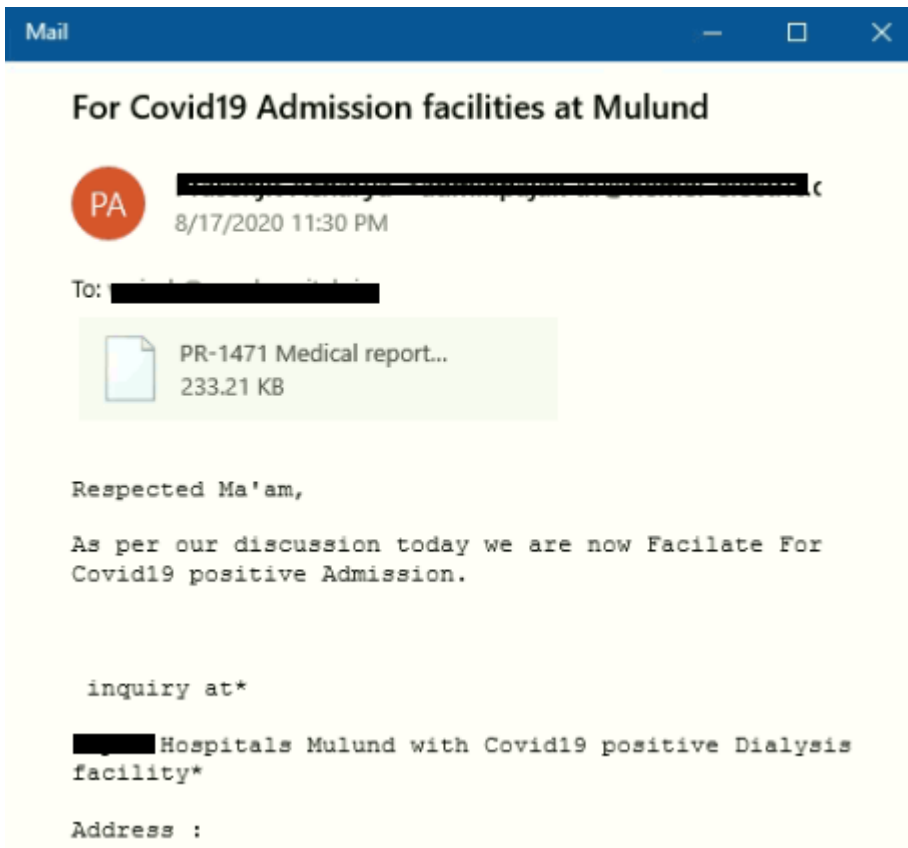 Mail
For Covid19 Admission facilities at Mulund
PA
8/17/2020 11:30 PM
To:
PR-1471 Medical report...
233.21 KB
Respected Ma'am,
As per our discussion today we are now Facilate For
Covid19 positive Admission.
inquiry at*
Hospitals Mulund with Covid19 positive Dialysis
facility*
Address :